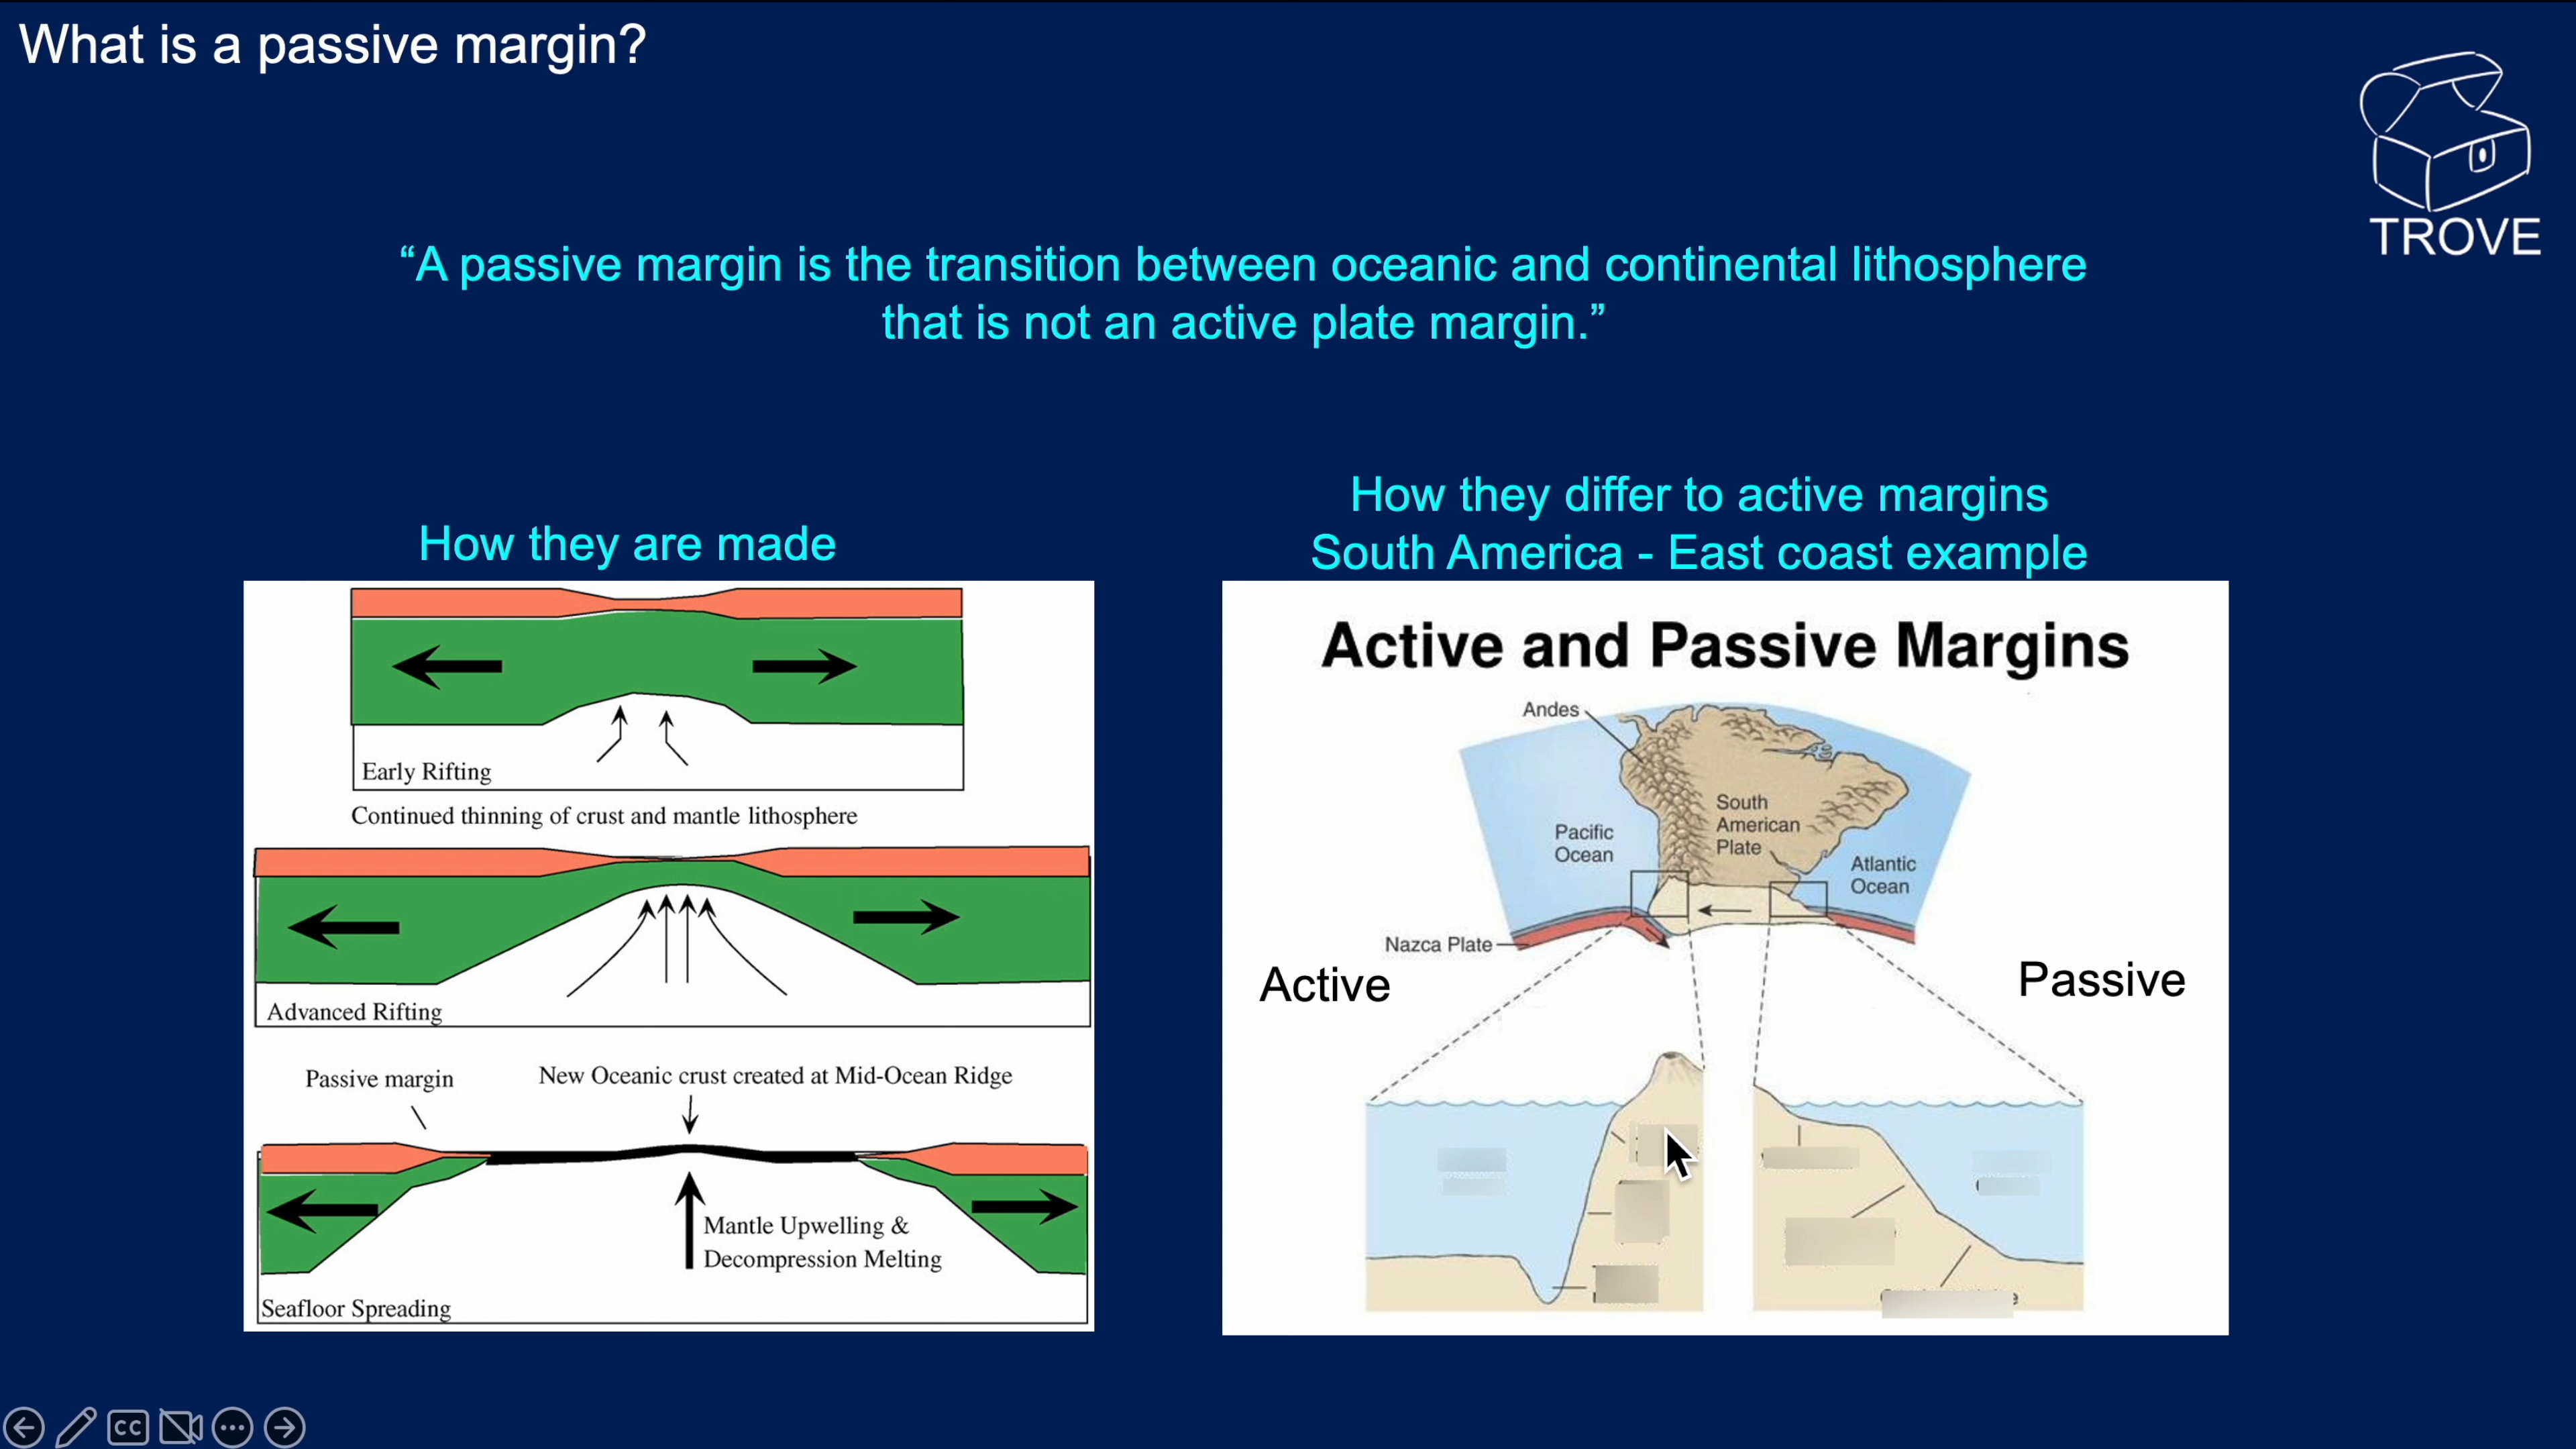 What is a passive margin?
TROVE
“A passive margin is the transition between oceanic and continental lithosphere
that is not an active plate margin.”
How they are made
Early Rifting
Continued thinning of crust and mantle lithosphere
Advanced Rifting
Passive margin
New Oceanic crust created at Mid-Ocean Ridge
Mantle Upwelling &
Decompression Melting
Seafloor Spreading
How they differ to active margins
South America - East coast example
Active and Passive Margins
Andes
South
American
Plate
Pacific
Ocean
Atlantic
Ocean
Nazca Plate
Active
Passive
CC